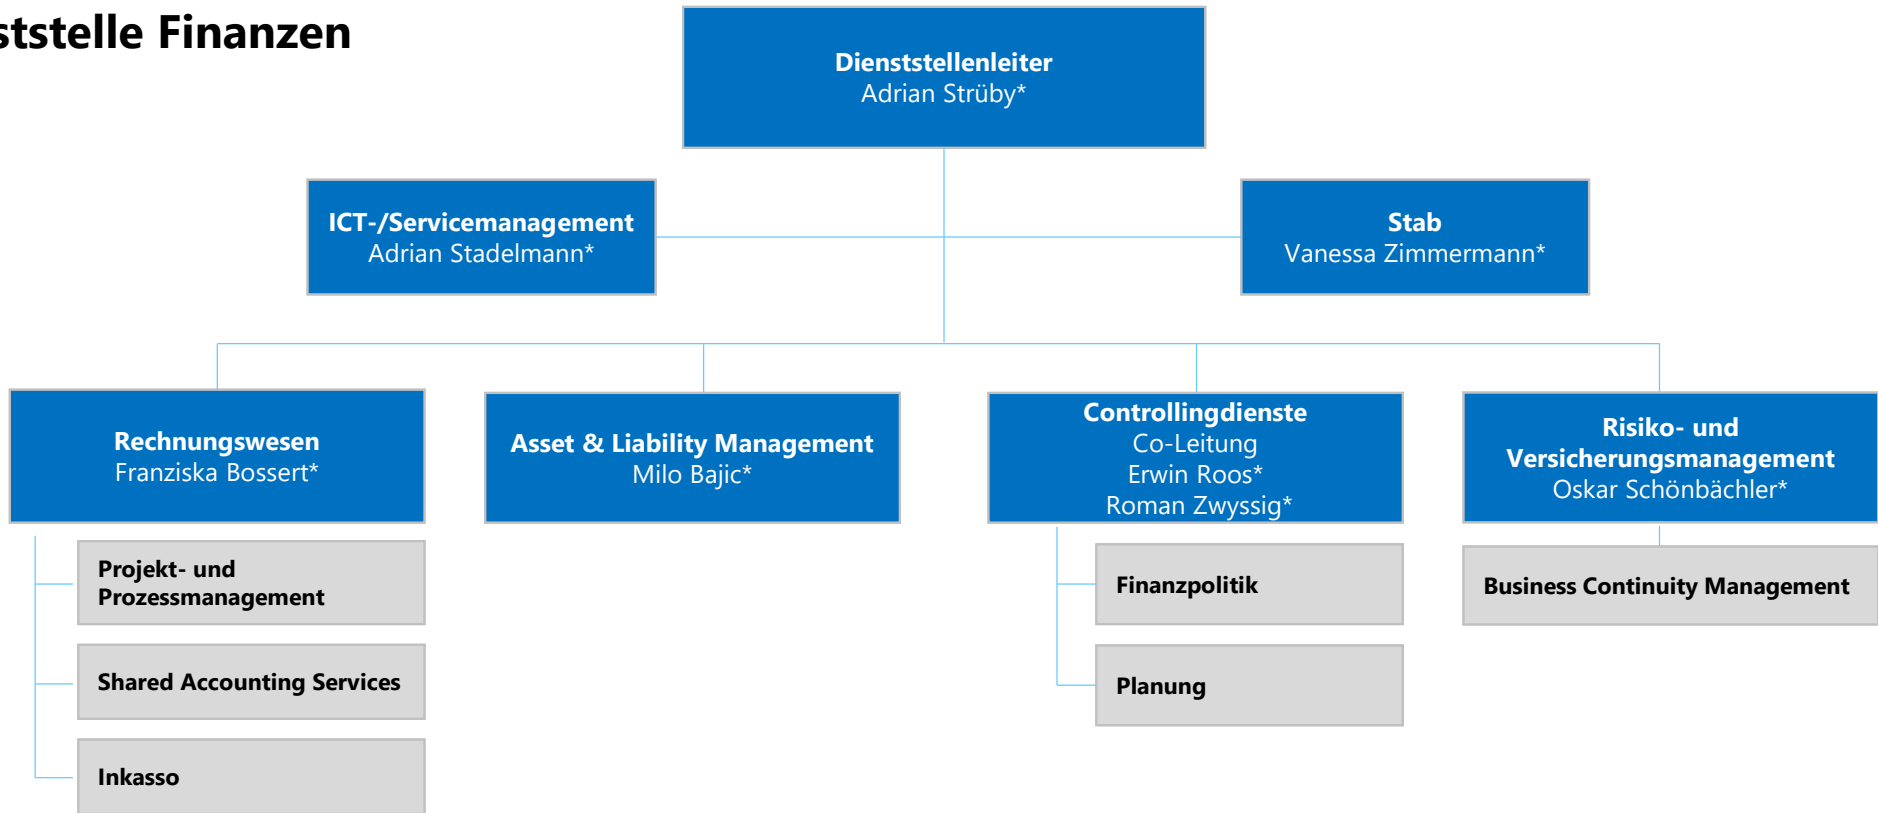 ststelle Finanzen
Dienststellenleiter
Adrian Strüby*
ICT-/Servicemanagement
Adrian Stadelmann*
Stab
Vanessa Zimmermann*
Rechnungswesen
Franziska Bossert*
Asset & Liability Management
Milo Bajic*
Controllingdienste
Co-Leitung
Erwin Roos*
Roman Zwyssig*
Risiko- und
Versicherungsmanagement
Oskar Schönbächler*
Projekt- und
Prozessmanagement
Shared Accounting Services
Inkasso
Finanzpolitik
Planung
Business Continuity Management